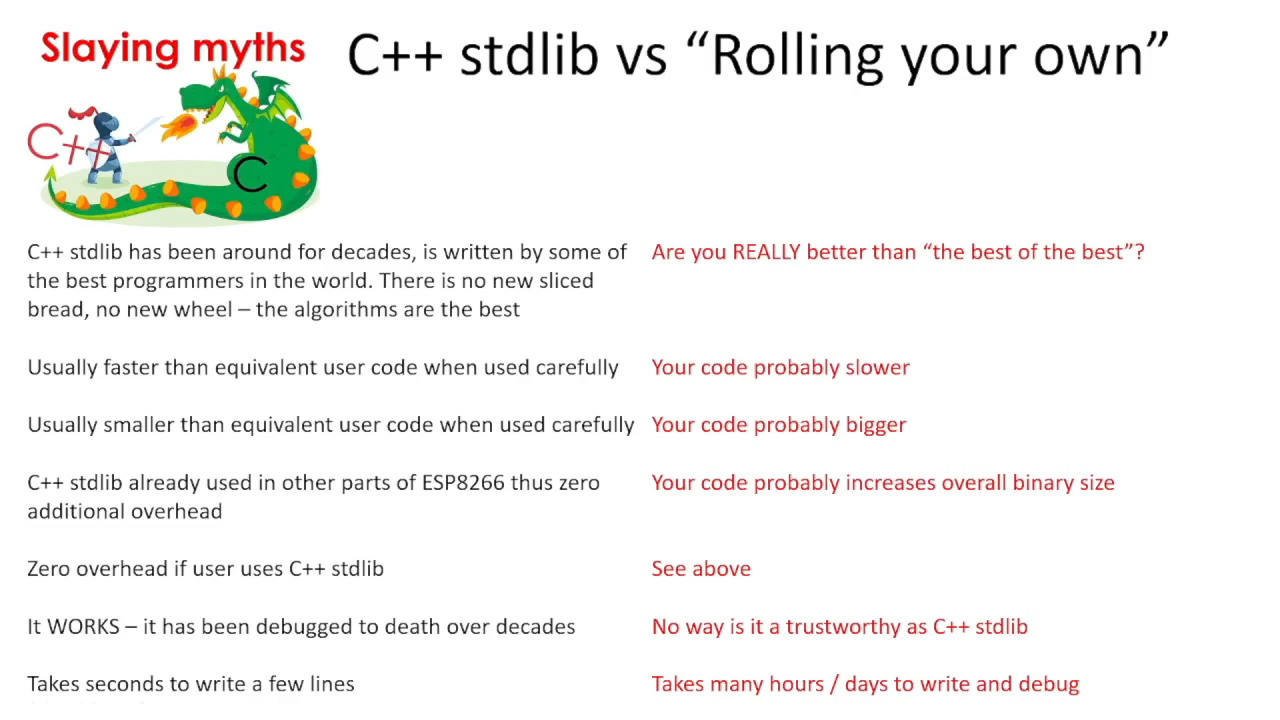 Slaying myths
C++ stdlib vs “Rolling your own”
C++
C
C++ stdlib has been around for decades, is written by some of
the best programmers in the world. There is no new sliced
bread, no new wheel – the algorithms are the best
Are you REALLY better than “the best of the best”?
Usually faster than equivalent user code when used carefully
Your code probably slower
Usually smaller than equivalent user code when used carefully
Your code probably bigger
C++ stdlib already used in other parts of ESP8266 thus zero
additional overhead
Your code probably increases overall binary size
Zero overhead if user uses C++ stdlib
See above
It WORKS – it has been debugged to death over decades
No way is it a trustworthy as C++ stdlib
Takes seconds to write a few lines
Takes many hours / days to write and debug